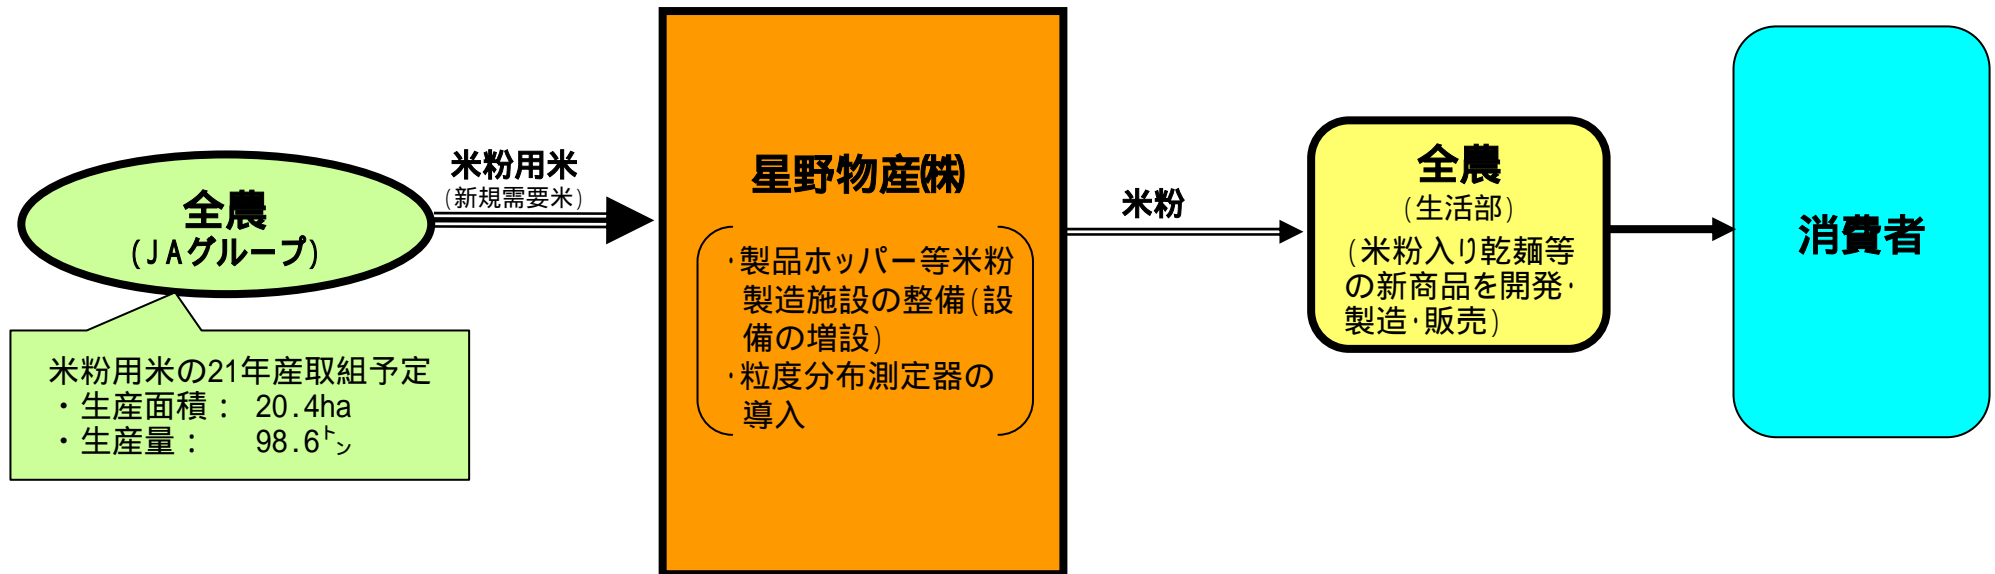 全農
(JAグループ)
米粉用米
(新規需要米)
米粉用米の21年産取組予定
・生産面積： 20.4ha
・生産量： 98.6㌧
星野物産㈱
・製品ホッパー等米粉
製造施設の整備(設
備の増設)
・粒度分布測定器の
導入
米粉
全農
(生活部)
(米粉入り乾麺等
の新商品を開発・
製造・販売)
消費者